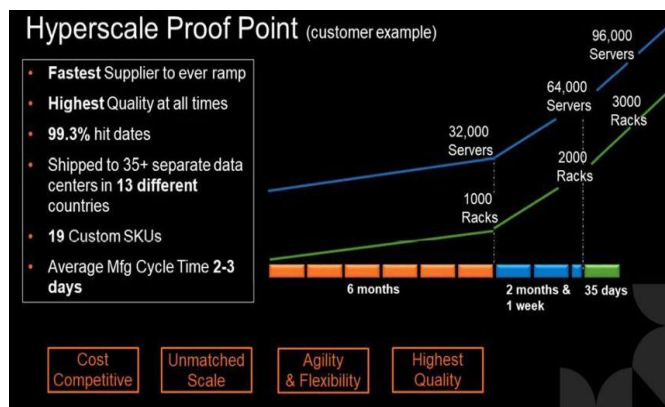 Hyperscale Proof Point (customer example)
• Fastest Supplier to ever ramp
• Highest Quality at all times
• 99.3% hit dates
• Shipped to 35+ separate data
centers in 13 different
countries
• 19 Custom SKUs
• Average Mfg Cycle Time 2-3
days
96,000
Servers
64,000
Servers
3000
Racks
32,000
Servers
2000
Racks
1000
Racks
6 months
2 months &
1 week
35 days
Cost
Competitive
Unmatched
Scale
Agility
& Flexibility
Highest
Quality